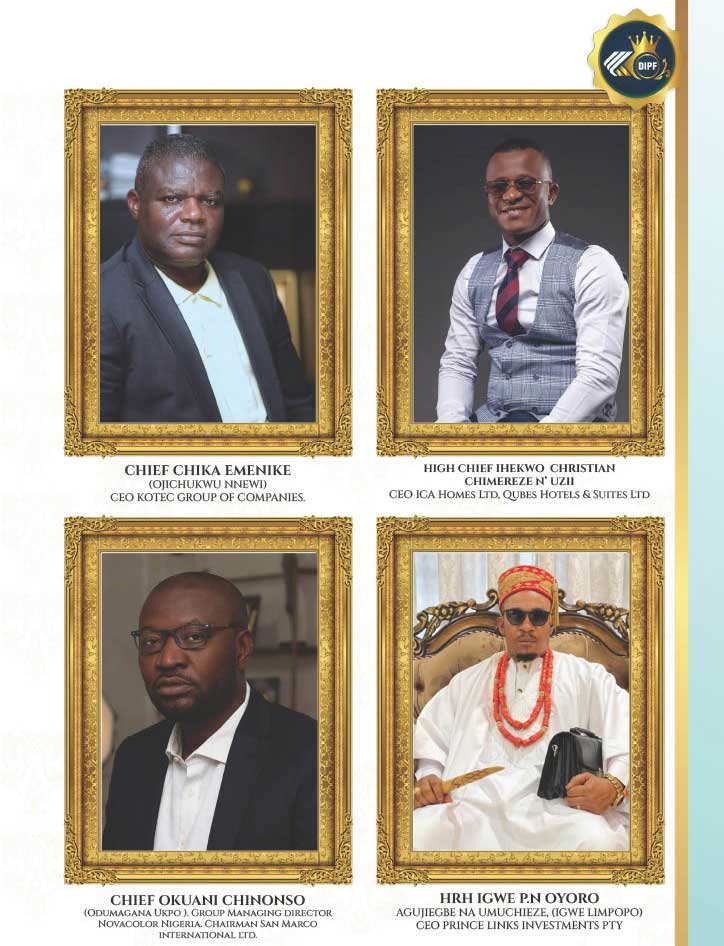 DIPF
CHIEF CHIKA EMENIKE
(OJICHUKWU NNEWI)
CEO KOTEC GROUP OF COMPANIES.
HIGH CHIEF IHEKWO CHRISTIAN
CHIMEREZE N' UZII
CEO ICA HOMES LTD, QUBES HOTELS & SUITES LTD
CHIEF OKUANI CHINONSO
(ODUMAGANA UKPO ). GROUP MANAGING DIRECTOR
NOVACOLOR NIGERIA. CHAIRMAN SAN MARCO
INTERNATIONAL LTD.
HRH IGWE P.N OYORO
AGUJIEGBE NA UMUCHIEZE, (IGWE LIMPOPO)
CEO PRINCE LINKS INVESTMENTS PTY